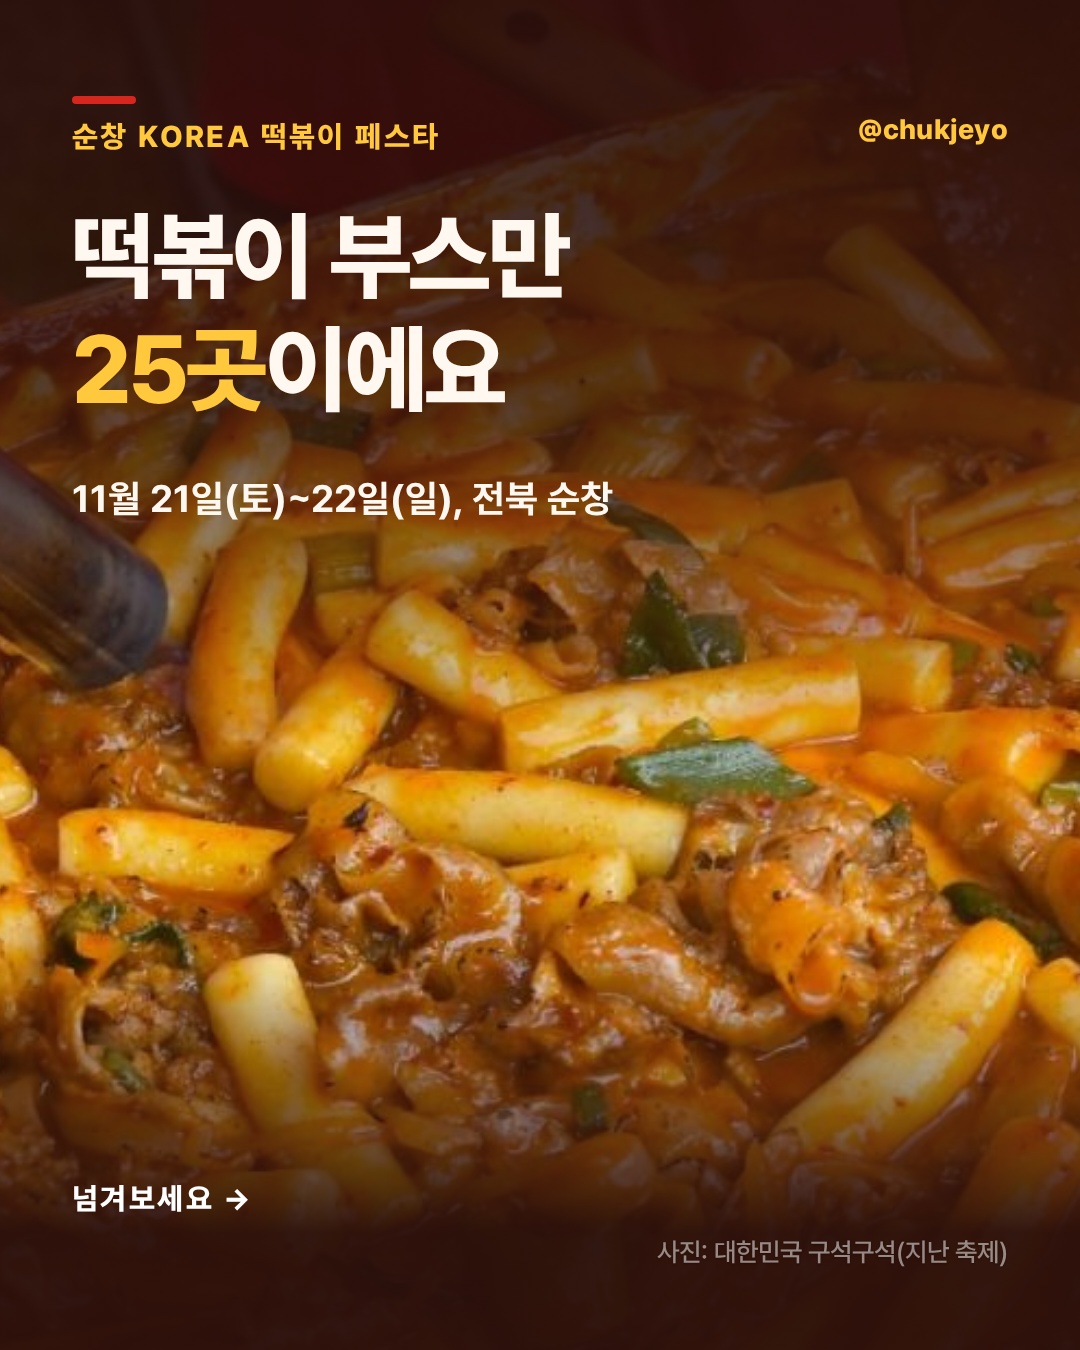 순창 KOREA 떡볶이 페스타
@chukjeyo
떡볶이 부스만
25곳이에요
11월 21일(토)~22일(일), 전북 순창
넘겨보세요 →
사진: 대한민국 구석구석(지난 축제)